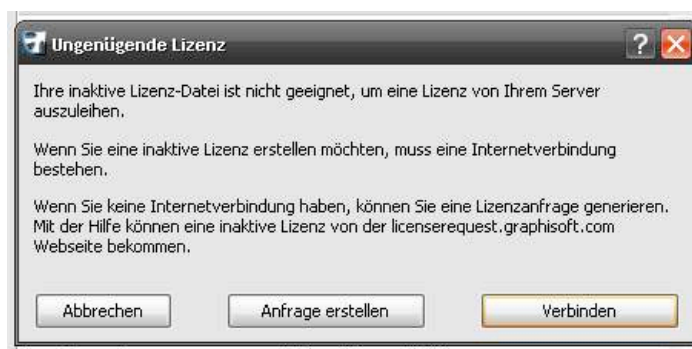 Ungenügende Lizenz
Ihre inaktive Lizenz-Datei ist nicht geeignet, um eine Lizenz von Ihrem Server
auszuleihen.
Wenn Sie eine inaktive Lizenz erstellen möchten, muss eine Internetverbindung
bestehen.
Wenn Sie keine Internetverbindung haben, können Sie eine Lizenzanfrage generieren.
Mit der Hilfe können eine inaktive Lizenz von der licenserequest.graphisoft.com
Webseite bekommen.
Abbrechen Anfrage erstellen Verbinden